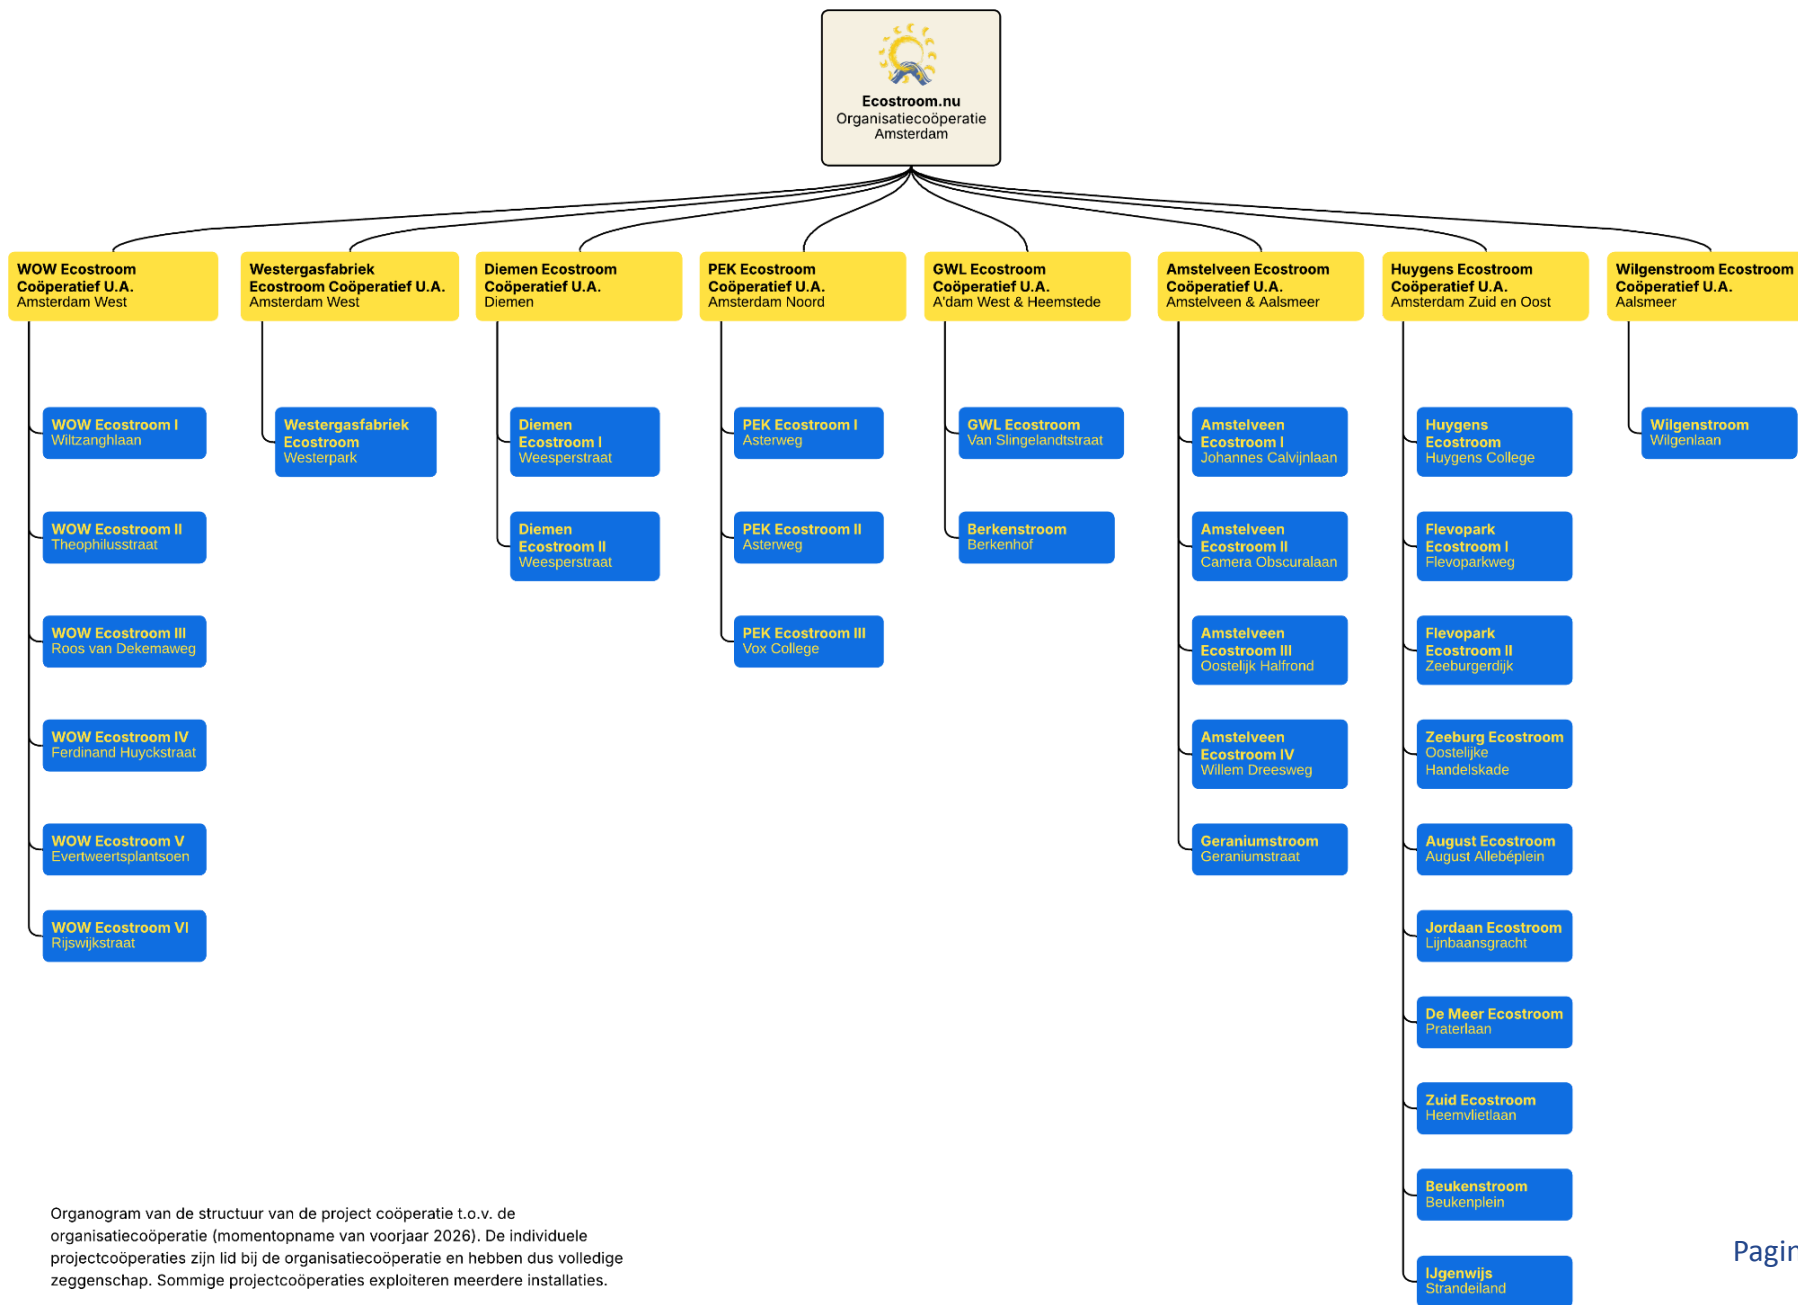 Ecostroom.nu
Organisatiecoöperatie
Amsterdam
WOW Ecostroom
Coöperatief U.A.
Amsterdam West
WOW Ecostroom I
Wiltzanghlaan
WOW Ecostroom II
Theophilusstraat
WOW Ecostroom III
Roos van Dekemaweg
WOW Ecostroom IV
Ferdinand Huyckstraat
WOW Ecostroom V
Evertweertsplantsoen
WOW Ecostroom VI
Rijswijkstraat
Westergasfabriek
Ecostroom Coöperatief U.A.
Amsterdam West
Westergasfabriek
Ecostroom
Westerpark
Diemen Ecostroom
Coöperatief U.A.
Diemen
Diemen
Ecostroom I
Weesperstraat
Diemen
Ecostroom II
Weesperstraat
PEK Ecostroom
Coöperatief U.A.
Amsterdam Noord
PEK Ecostroom I
Asterweg
PEK Ecostroom II
Asterweg
PEK Ecostroom III
Vox College
GWL Ecostroom
Coöperatief U.A.
A'dam West & Heemstede
GWL Ecostroom
Van Slingelandtstraat
Berkenstroom
Berkenhof
Amstelveen Ecostroom
Coöperatief U.A.
Amstelveen & Aalsmeer
Amstelveen
Ecostroom I
Johannes Calvijnlaan
Amstelveen
Ecostroom II
Camera Obscuralaan
Amstelveen
Ecostroom III
Oostelijk Halfrond
Amstelveen
Ecostroom IV
Willem Dreesweg
Geraniumstroom
Geraniumstraat
Huygens Ecostroom
Coöperatief U.A.
Amsterdam Zuid en Oost
Huygens
Ecostroom
Huygens College
Flevopark
Ecostroom I
Flevoparkweg
Flevopark
Ecostroom II
Zeeburgerdijk
Zeeburg Ecostroom
Oostelijke
Handelskade
August Ecostroom
August Allebéplein
Jordaan Ecostroom
Lijnbaansgracht
De Meer Ecostroom
Praterlaan
Zuid Ecostroom
Heemvlietlaan
Beukenstroom
Beukenplein
IJgenwijs
Strandeiland
Wilgenstroom Ecostroom
Coöperatief U.A.
Aalsmeer
Wilgenstroom
Wilgenlaan
Organogram van de structuur van de project coöperatie t.o.v. de
organisatiecoöperatie (momentopname van voorjaar 2026). De individuele
projectcoöperaties zijn lid bij de organisatiecoöperatie en hebben dus volledige
zeggenschap. Sommige projectcoöperaties exploiteren meerdere installaties.
Pagin